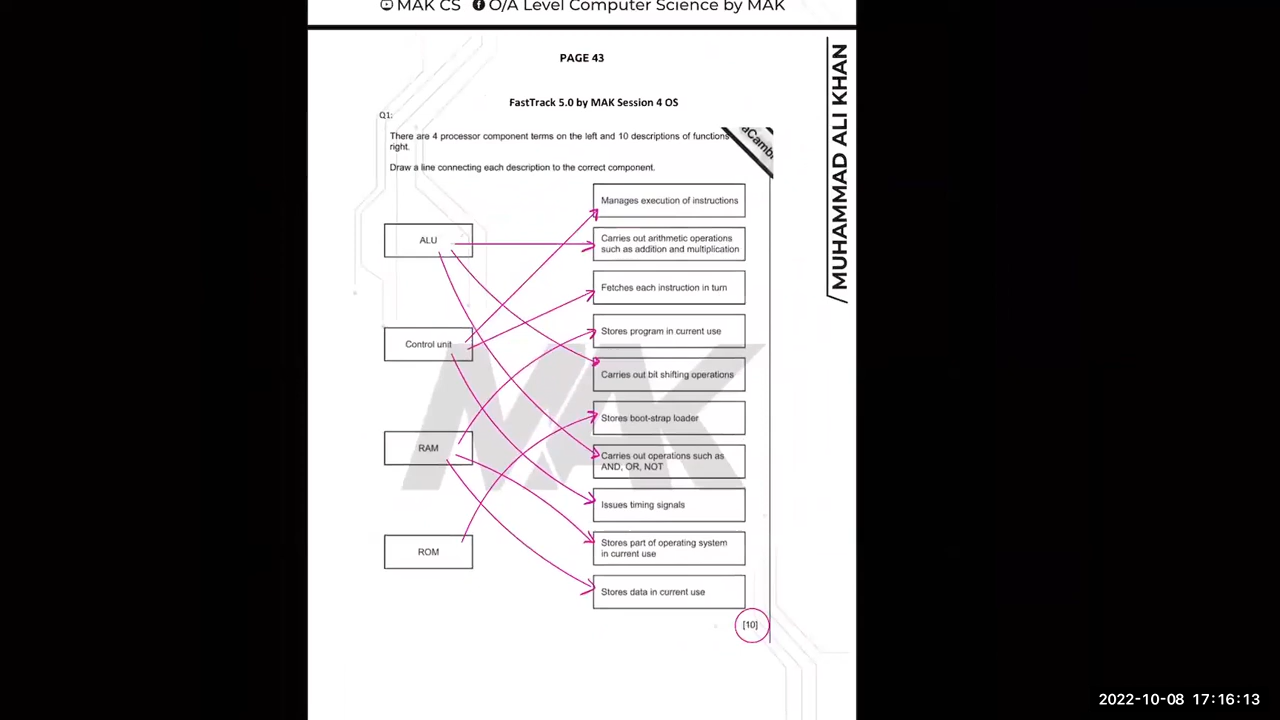 MAK CS O/A Level Computer Science by MAK
PAGE 43
FastTrack 5.0 by MAK Session 4 OS
Q1:
There are 4 processor component terms on the left and 10 descriptions of functions
right.
Draw a line connecting each description to the correct component.
Manages execution of instructions
ALU
Carries out arithmetic operations
such as addition and multiplication
Fetches each instruction in turn
Control unit
Stores program in current use
Carries out bit shifting operations
Stores boot-strap loader
RAM
Carries out operations such as
AND, OR, NOT
Issues timing signals
ROM
Stores part of operating system
in current use
Stores data in current use
[10]
MAK
MUHAMMAD ALI KHAN
2022-10-08 17:16:13